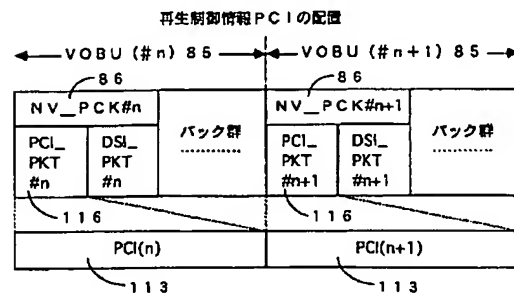 再生制御情報PCIの配置
VOBU (#n) 85
VOBU (#n+1) 85
86
86
NV_PCK#n
NV_PCK#n+1
PCI_
PKT
#n
DSI_
PKT
#n
パック群
PCI_
PKT
#n+1
DSI_
PKT
#n+1
パック群
116
116
PCI(n)
PCI(n+1)
113
113